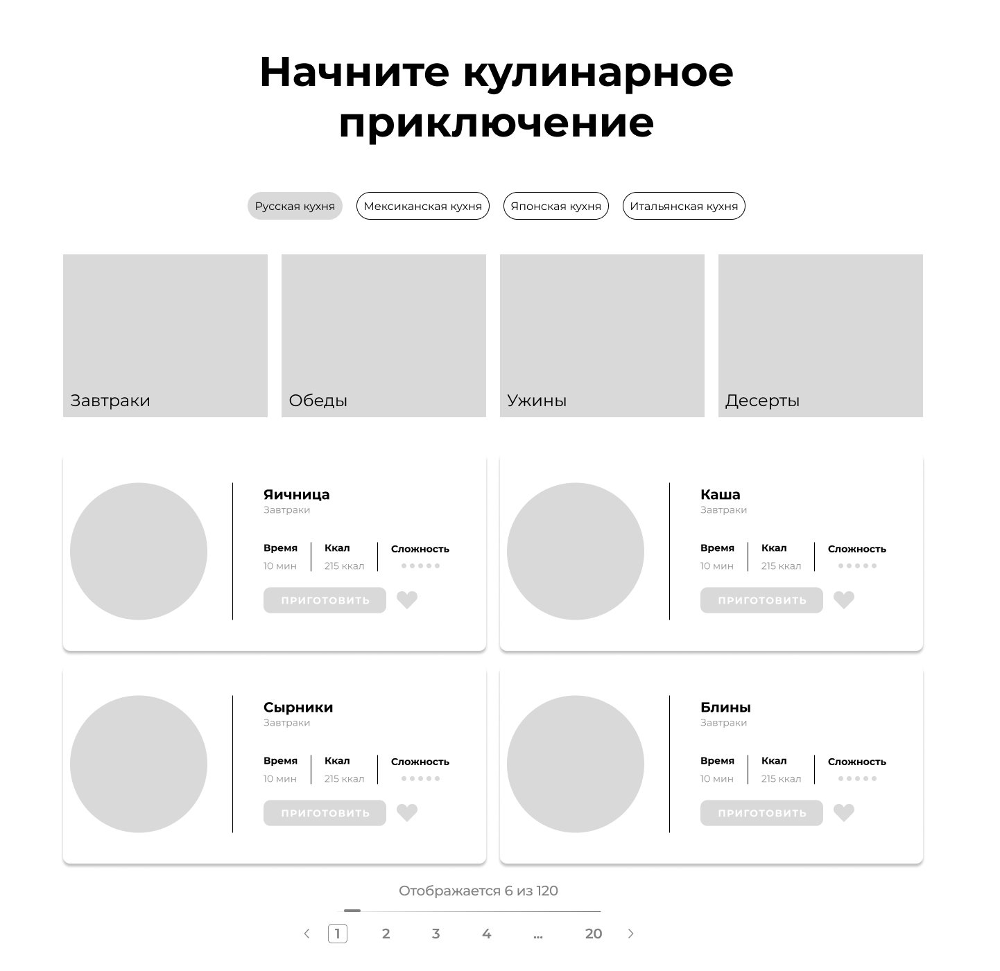 Начните кулинарное
приключение
Русская кухня
Мексиканская кухня
Японская кухня
Итальянская кухня
Завтраки
Обеды
Ужины
Десерты
Яичница
Завтраки
Время
Ккал
Сложность
10 мин
215 ккал
ПРИГОТОВИТЬ
Каша
Завтраки
Время
Ккал
Сложность
10 мин
215 ккал
ПРИГОТОВИТЬ
Сырники
Завтраки
Время
Ккал
Сложность
10 мин
215 ккал
ПРИГОТОВИТЬ
Блины
Завтраки
Время
Ккал
Сложность
10 мин
215 ккал
ПРИГОТОВИТЬ
Отображается 6 из 120
1 2 3 4 ... 20